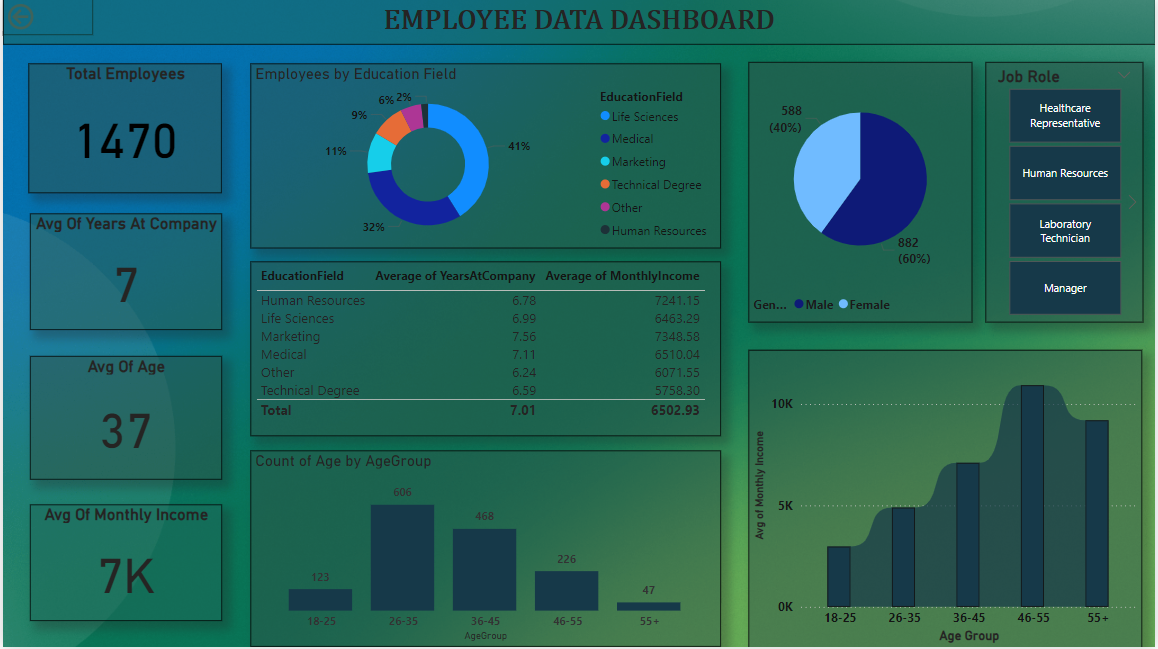 EMPLOYEE DATA DASHBOARD
Total Employees
1470
Avg Of Years At Company
7
Avg Of Age
37
Avg Of Monthly Income
7K
Employees by Education Field
2%
6%
9%
11%
32%
41%
EducationField
Life Sciences
Medical
Marketing
Technical Degree
Other
Human Resources
EducationField Average of YearsAtCompany Average of MonthlyIncome
Human Resources 6.78 7241.15
Life Sciences 6.99 6463.29
Marketing 7.56 7348.58
Medical 7.11 6510.04
Other 6.24 6071.55
Technical Degree 6.59 5758.30
Total 7.01 6502.93
Count of Age by AgeGroup
123 606 468 226 47
18-25 26-35 36-45 46-55 55+
AgeGroup
588
(40%)
882
(60%)
Gen... Male Female
Job Role
Healthcare
Representative
Human Resources
Laboratory
Technician
Manager
Avg of Monthly Income
10K
5K
0K
18-25 26-35 36-45 46-55 55+
Age Group